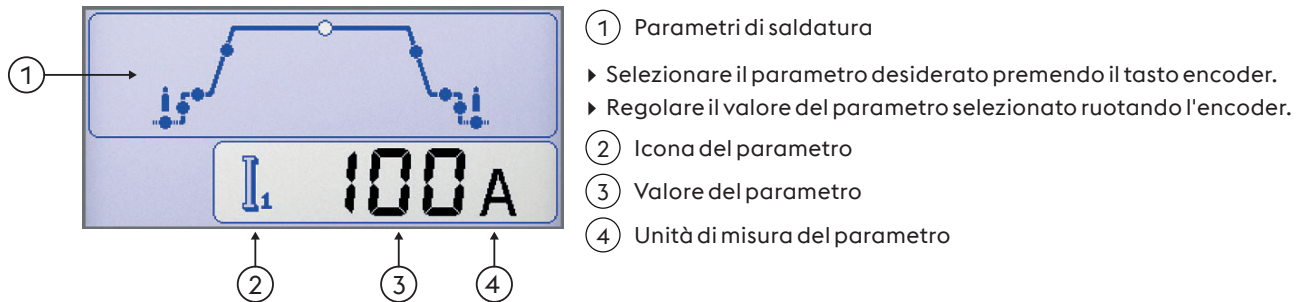 1 Parametri di saldatura
1
▸ Selezionare il parametro desiderato premendo il tasto encoder.
▸ Regolare il valore del parametro selezionato ruotando l'encoder.
2 Icona del parametro
I1 100 A
3 Valore del parametro
4 Unità di misura del parametro
2 3 4